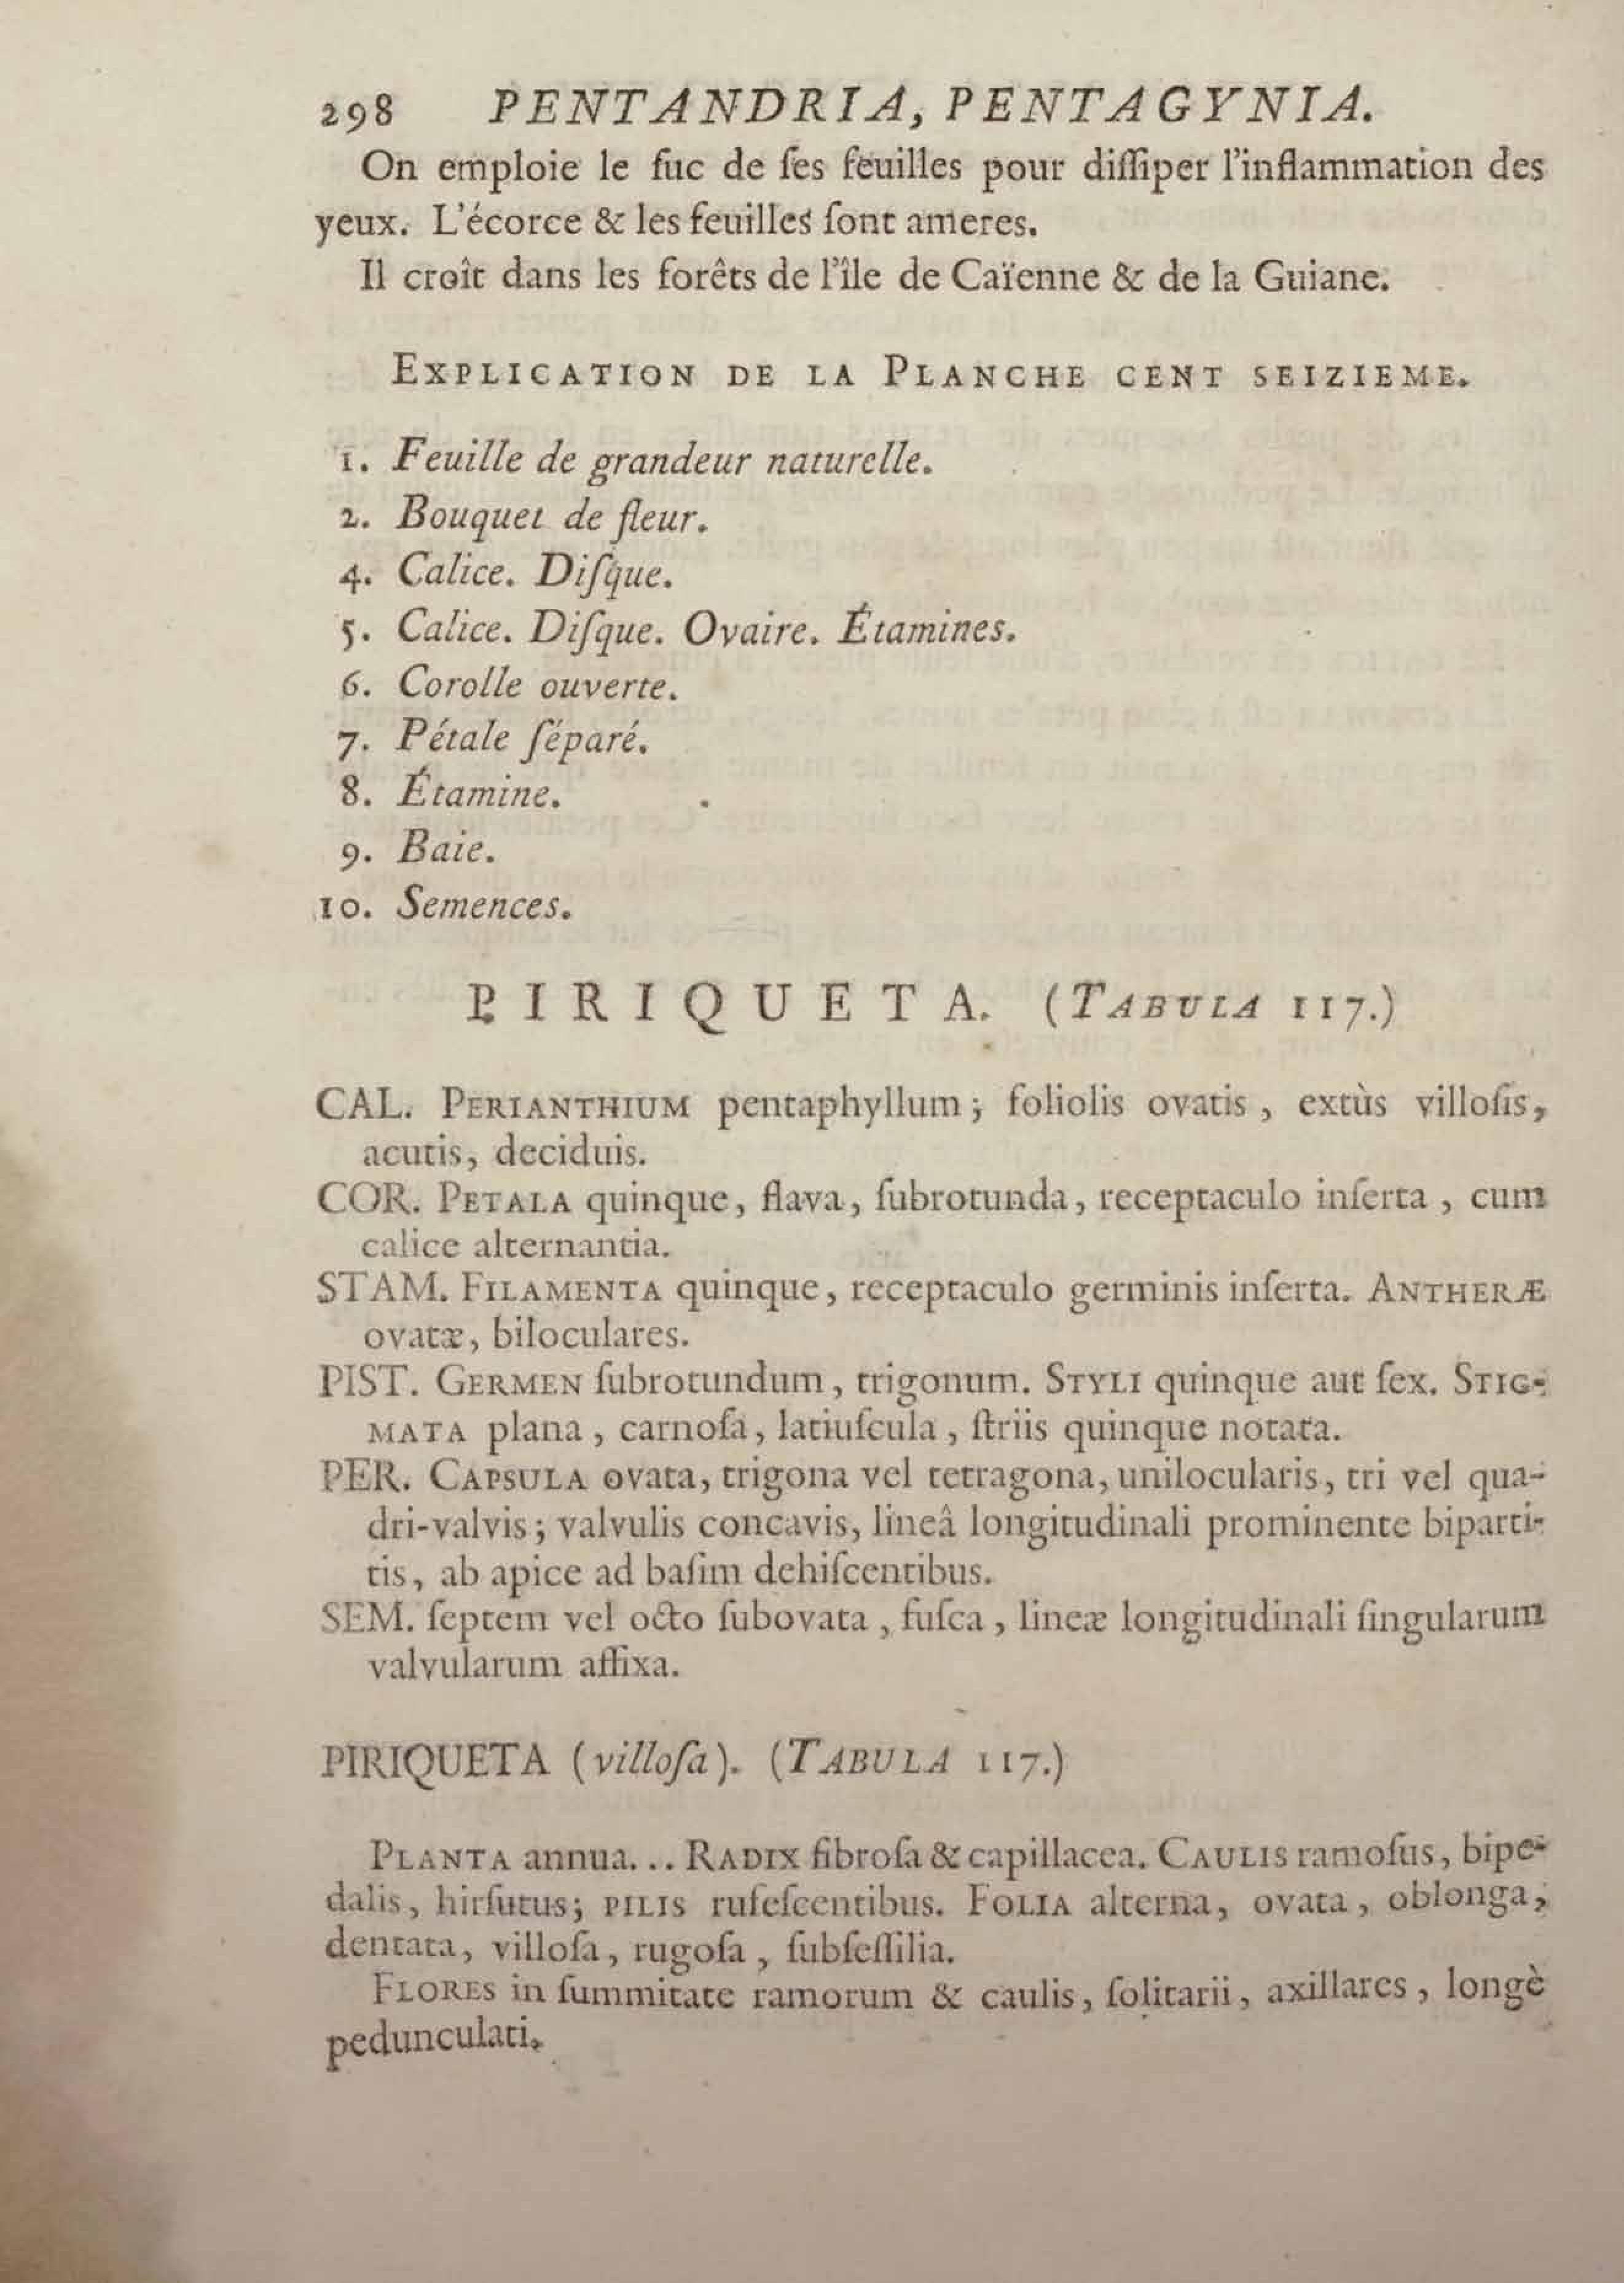 298 PENTANDRIA, PENTAGYNIA.
On emploie le ſuc de ſes feuilles pour diſſiper l'inflammation des
yeux. L'écorce & les feuilles ſont ameres.
Il croît dans les forêts de l'île de Caïenne & de la Guiane.
EXPLICATION DE LA PLANCHE CENT SEIZIEME.
1. Feuille de grandeur naturelle.
2. Bouquet de fleur.
4. Calice. Diſque.
5. Calice. Diſque. Ovaire. Étamines.
6. Corolle ouverte.
7. Pétale ſéparé.
8. Étamine.
9. Baie.
10. Semences.
PIRIQUETA. (TABULA 117.)
CAL. PERIANTHIUM pentaphyllum; foliolis ovatis, extùs villoſis,
acutis, deciduis.
COR. PETALA quinque, flava, ſubrotunda, receptaculo inſerta, cum
calice alternantia.
STAM. FILAMENTA quinque, receptaculo germinis inſerta. ANTHERÆ
ovatæ, biloculares.
PIST. GERMEN ſubrotundum, trigonum. STYLI quinque aut ſex. STIG-
MATA plana, carnoſa, latiuſcula, ſtriis quinque notata.
PER. CAPSULA ovata, trigona vel tetragona, unilocularis, tri vel qua-
dri-valvis; valvulis concavis, lineâ longitudinali prominente biparti-
tis, ab apice ad baſim dehiſcentibus.
SEM. ſeptem vel octo ſubovata, fuſca, lineæ longitudinali ſingularum
valvularum affixa.
PIRIQUETA (villoſa). (TABULA 117.)
PLANTA annua... RADIX fibroſa & capillacea. CAULIS ramoſus, bipe-
dalis, hirſutus; PILIS rufeſcentibus. FOLIA alterna, ovata, oblonga,
dentata, villoſa, rugoſa, ſubſeſſilia.
FLORES in ſummitate ramorum & caulis, ſolitarii, axillares, longè
pedunculati.